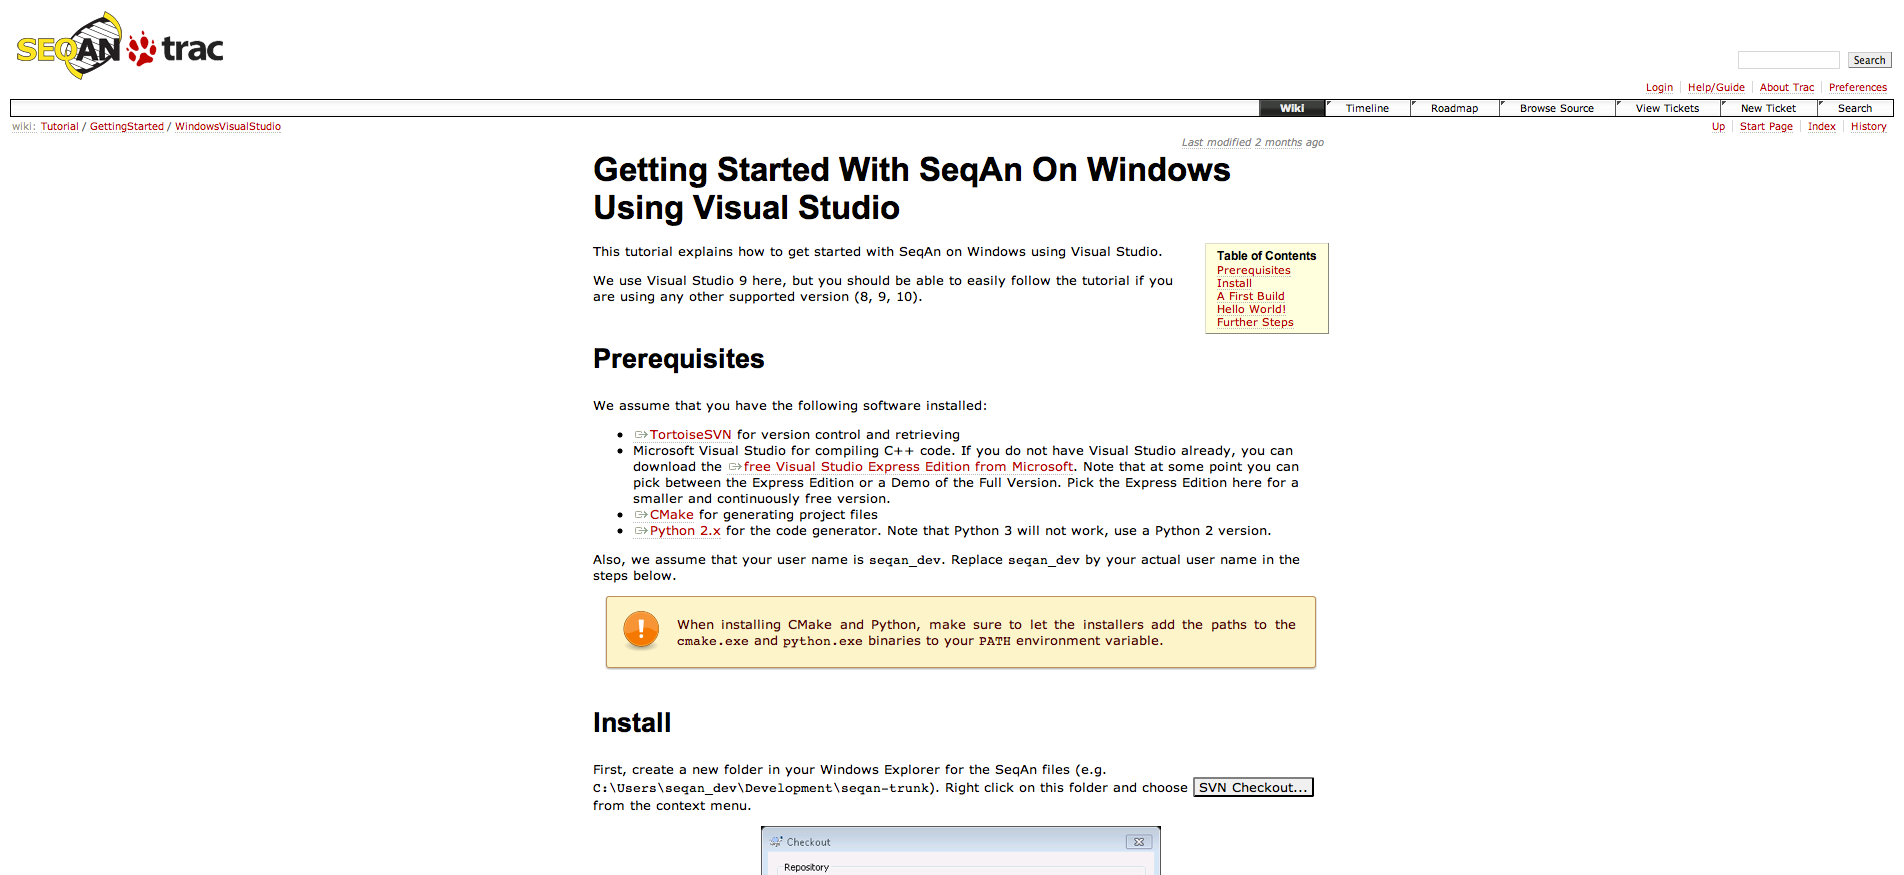 SEQAN trac
Search
Login Help/Guide About Trac Preferences
Wiki Timeline Roadmap Browse Source View Tickets New Ticket Search
wiki: Tutorial / GettingStarted / WindowsVisualStudio
Up Start Page Index History
Last modified 2 months ago
Getting Started With SeqAn On Windows
Using Visual Studio
This tutorial explains how to get started with SeqAn on Windows using Visual Studio.
We use Visual Studio 9 here, but you should be able to easily follow the tutorial if you
are using any other supported version (8, 9, 10).
Table of Contents
Prerequisites
Install
A First Build
Hello World!
Further Steps
Prerequisites
We assume that you have the following software installed:
• TortoiseSVN for version control and retrieving
• Microsoft Visual Studio for compiling C++ code. If you do not have Visual Studio already, you can
download the free Visual Studio Express Edition from Microsoft. Note that at some point you can
pick between the Express Edition or a Demo of the Full Version. Pick the Express Edition here for a
smaller and continuously free version.
• CMake for generating project files
• Python 2.x for the code generator. Note that Python 3 will not work, use a Python 2 version.
Also, we assume that your user name is seqan_dev. Replace seqan_dev by your actual user name in the
steps below.
When installing CMake and Python, make sure to let the installers add the paths to the
cmake.exe and python.exe binaries to your PATH environment variable.
Install
First, create a new folder in your Windows Explorer for the SeqAn files (e.g.
C:\Users\seqan_dev\Development\seqan-trunk). Right click on this folder and choose SVN Checkout...
from the context menu.
Checkout
Repository